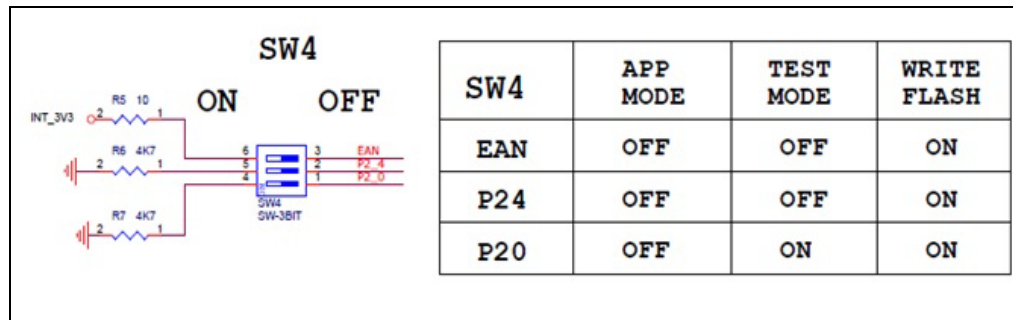 SW4
ON OFF
INT_3V3
R5 10
2 1
R6 4K7
2 1
R7 4K7
2 1
6 3 EAN
5 2 P2_4
4 1 P2_0
SW4
SW-3BIT
SW4 APP MODE TEST MODE WRITE FLASH
EAN OFF OFF ON
P24 OFF OFF ON
P20 OFF ON ON